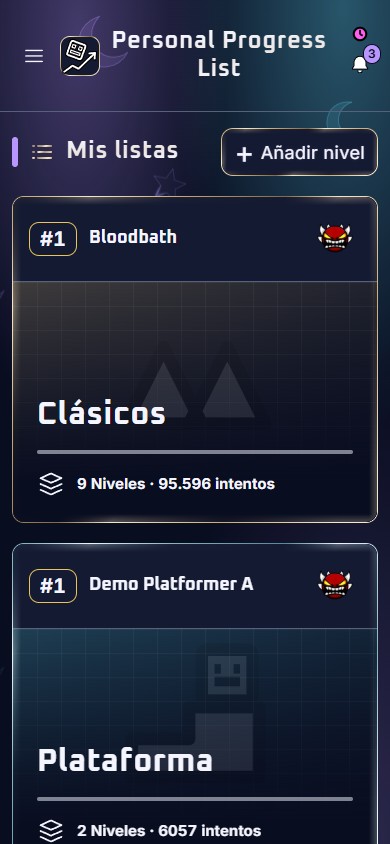 Personal Progress
List
3
Mis listas
+ Añadir nivel
#1 Bloodbath
Clásicos
9 Niveles · 95.596 intentos
#1 Demo Platformer A
Plataforma
2 Niveles · 6057 intentos